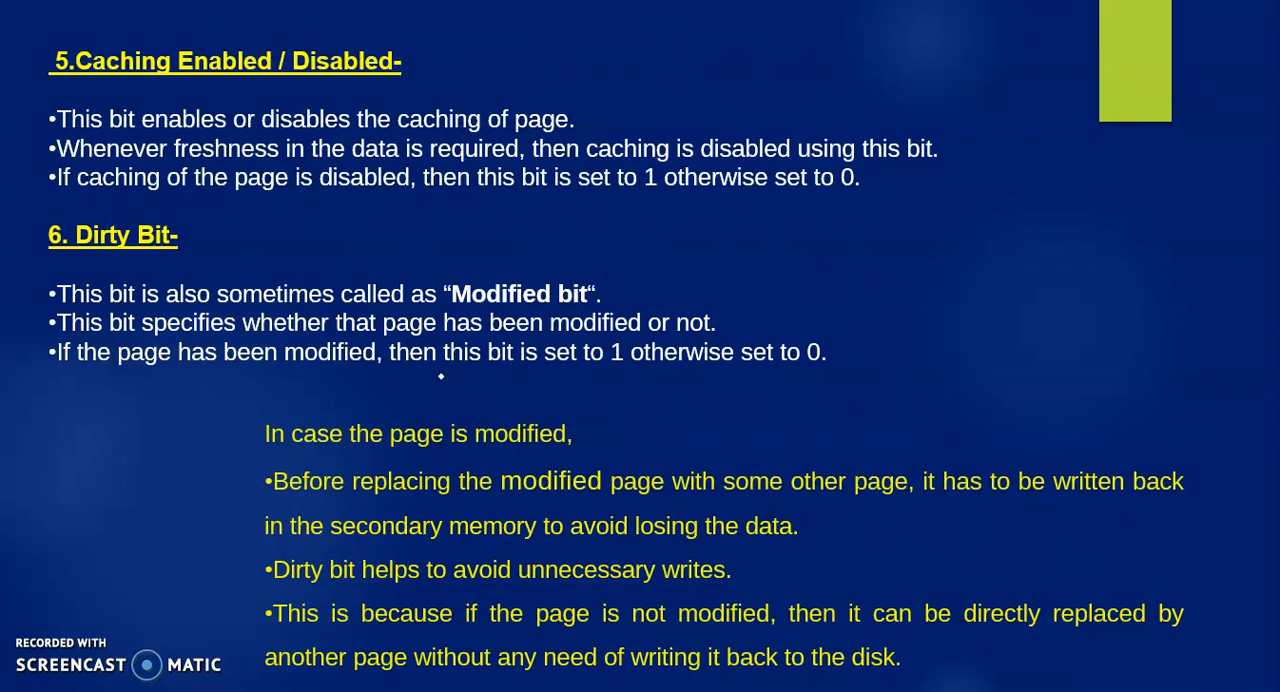 5.Caching Enabled / Disabled-
•This bit enables or disables the caching of page.
•Whenever freshness in the data is required, then caching is disabled using this bit.
•If caching of the page is disabled, then this bit is set to 1 otherwise set to 0.
6. Dirty Bit-
•This bit is also sometimes called as “Modified bit“.
•This bit specifies whether that page has been modified or not.
•If the page has been modified, then this bit is set to 1 otherwise set to 0.
In case the page is modified,
•Before replacing the modified page with some other page, it has to be written back
in the secondary memory to avoid losing the data.
•Dirty bit helps to avoid unnecessary writes.
•This is because if the page is not modified, then it can be directly replaced by
another page without any need of writing it back to the disk.
RECORDED WITH
SCREENCAST MATIC